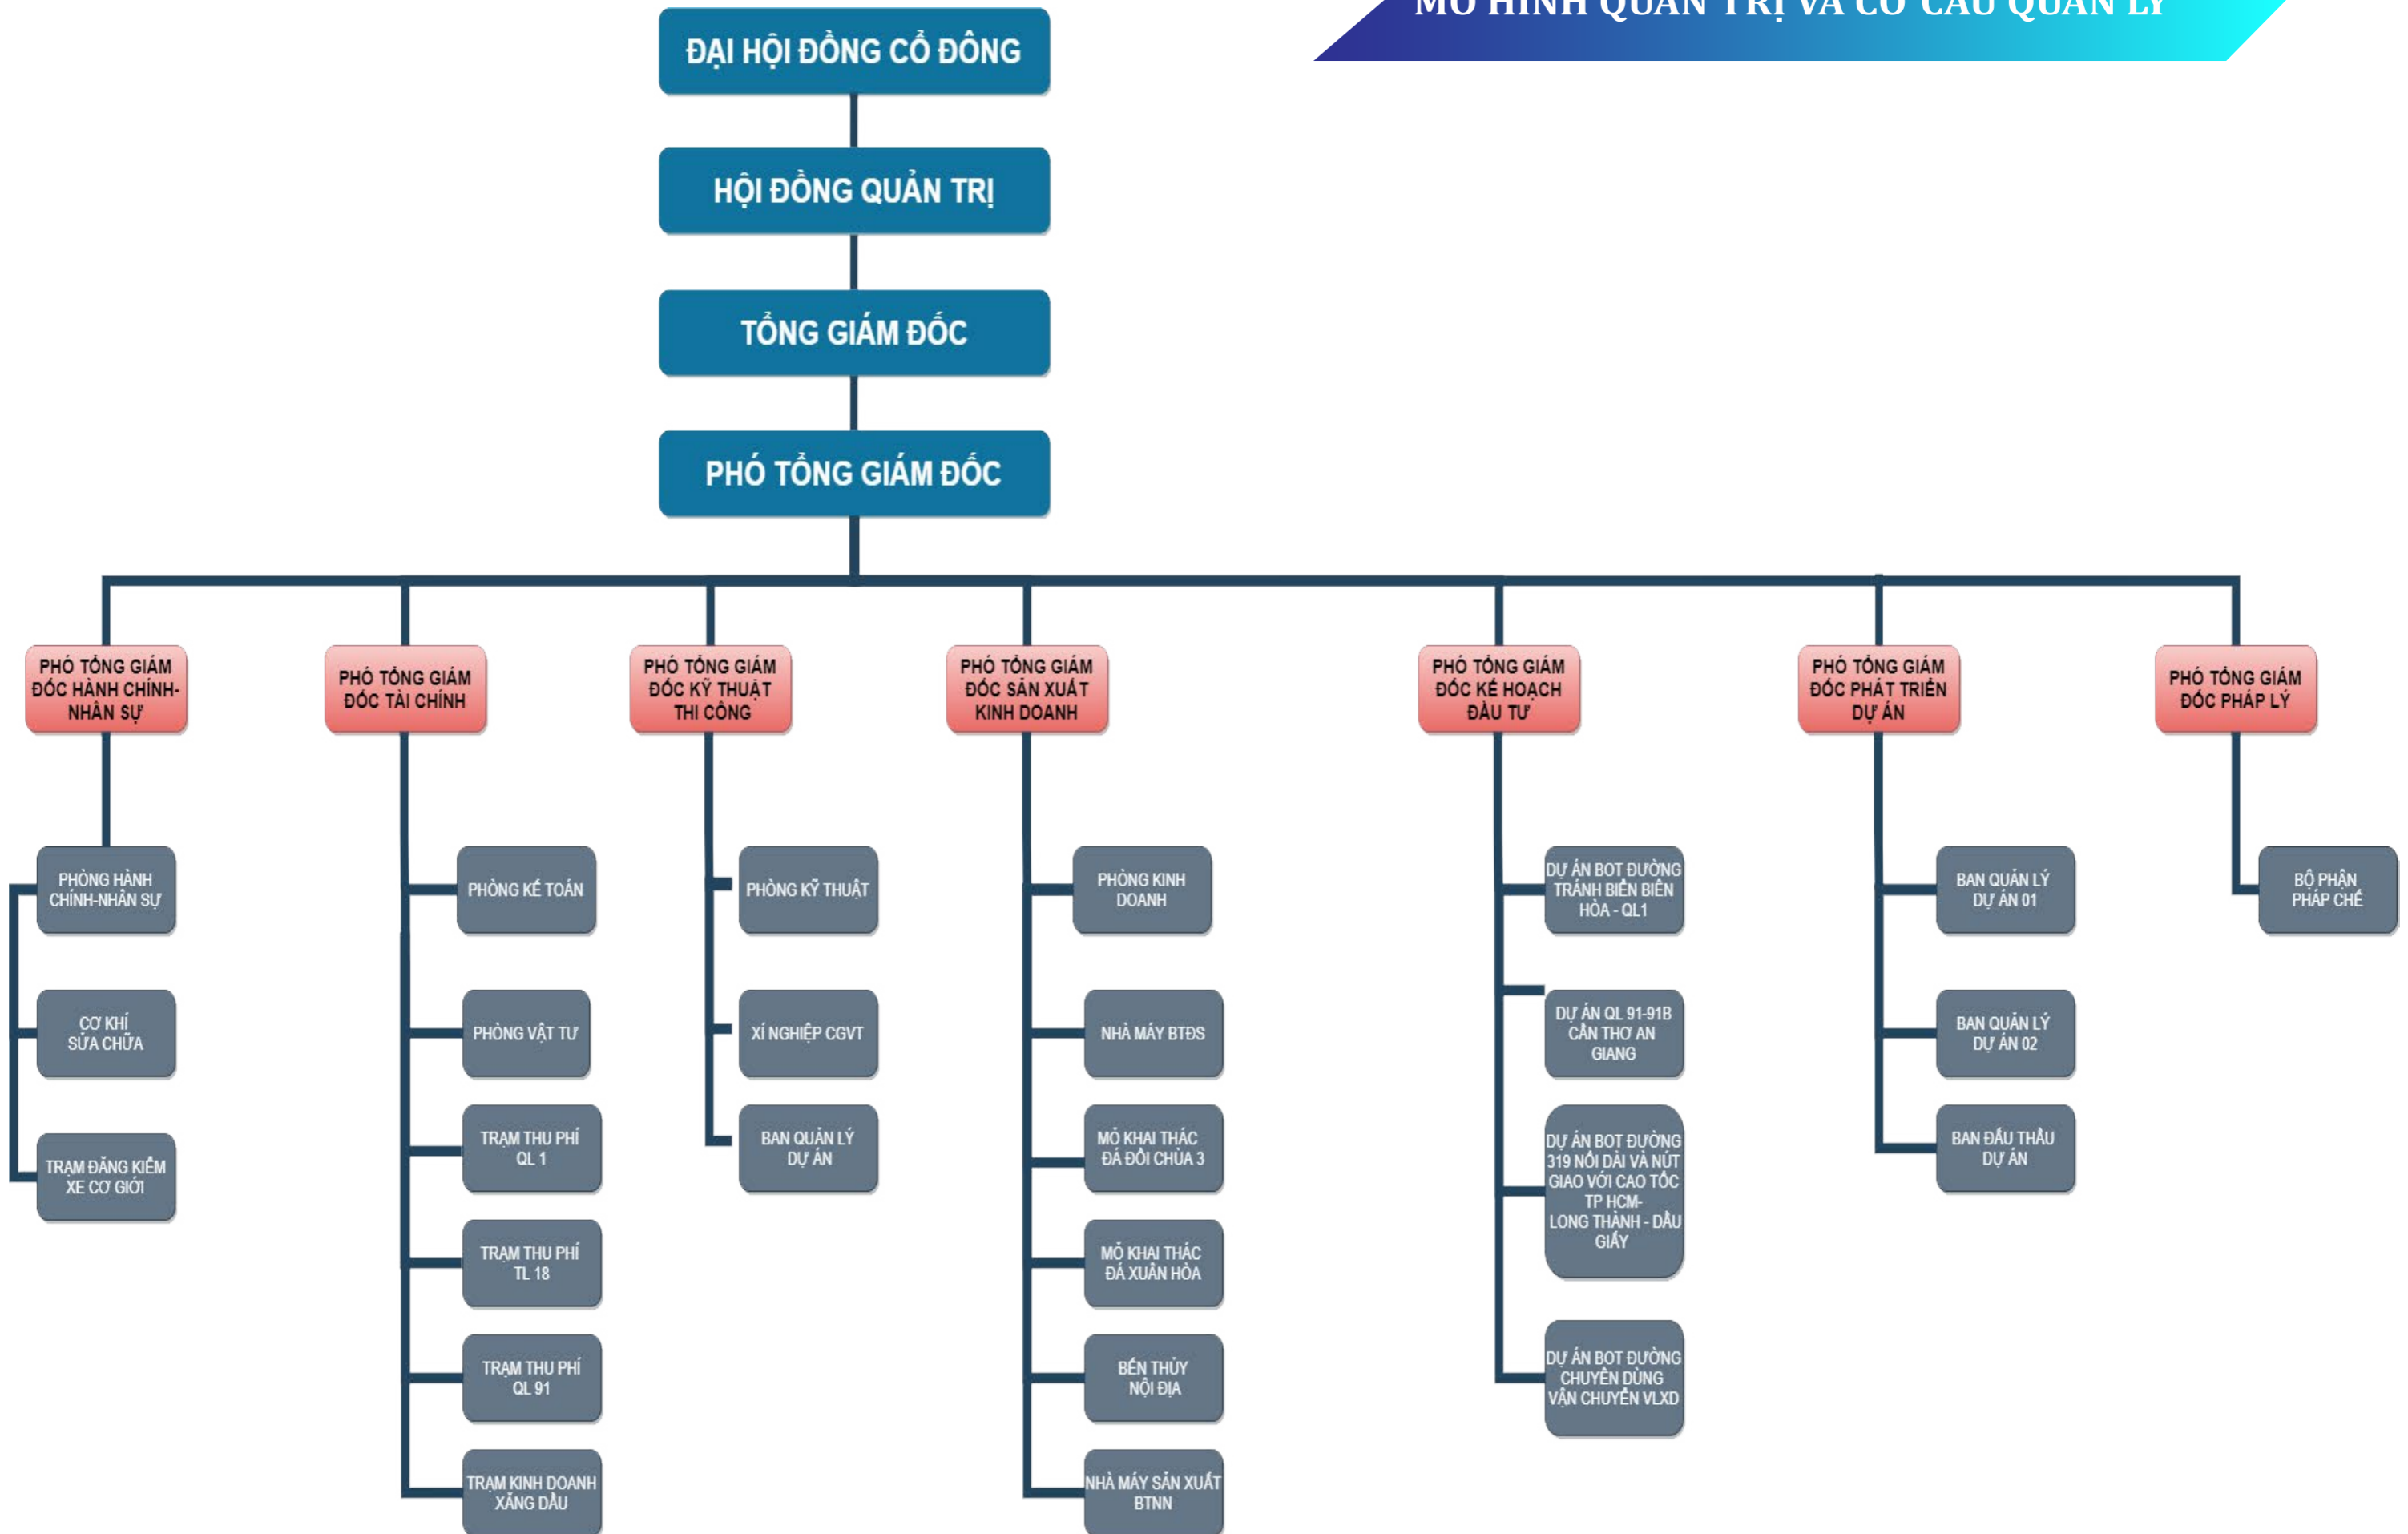 MÔ HÌNH QUẢN TRỊ VÀ CƠ CẤU QUẢN LÝ
ĐẠI HỘI ĐỒNG CỔ ĐÔNG
HỘI ĐỒNG QUẢN TRỊ
TỔNG GIÁM ĐỐC
PHÓ TỔNG GIÁM ĐỐC
PHÓ TỔNG GIÁM
ĐỐC HÀNH CHÍNH-
NHÂN SỰ
PHÓ TỔNG GIÁM
ĐỐC TÀI CHÍNH
PHÓ TỔNG GIÁM
ĐỐC KỸ THUẬT
THI CÔNG
PHÓ TỔNG GIÁM
ĐỐC SẢN XUẤT
KINH DOANH
PHÓ TỔNG GIÁM
ĐỐC KẾ HOẠCH
ĐẦU TƯ
PHÓ TỔNG GIÁM
ĐỐC PHÁT TRIỂN
DỰ ÁN
PHÓ TỔNG GIÁM
ĐỐC PHÁP LÝ
PHÒNG HÀNH
CHÍNH-NHÂN SỰ
CƠ KHÍ
SỬA CHỮA
TRẠM ĐĂNG KIỂM
XE CƠ GIỚI
PHÒNG KẾ TOÁN
PHÒNG VẬT TƯ
TRẠM THU PHÍ
QL 1
TRẠM THU PHÍ
TL 18
TRẠM THU PHÍ
QL 91
TRẠM KINH DOANH
XĂNG DẦU
PHÒNG KỸ THUẬT
XÍ NGHIỆP CGVT
BAN QUẢN LÝ
DỰ ÁN
PHÒNG KINH
DOANH
NHÀ MÁY BTĐS
MỎ KHAI THÁC
ĐÁ ĐỒI CHÙA 3
MỎ KHAI THÁC
ĐÁ XUÂN HÒA
BẾN THỦY
NỘI ĐỊA
NHÀ MÁY SẢN XUẤT
BTNN
DỰ ÁN BOT ĐƯỜNG
TRÁNH BIÊN BIÊN
HÒA - QL1
DỰ ÁN QL 91-91B
CẦN THƠ AN
GIANG
DỰ ÁN BOT ĐƯỜNG
319 NỐI DÀI VÀ NÚT
GIAO VỚI CAO TỐC
TP HCM-
LONG THÀNH - DẦU
GIẤY
DỰ ÁN BOT ĐƯỜNG
CHUYÊN DÙNG
VẬN CHUYỂN VLXD
BAN QUẢN LÝ
DỰ ÁN 01
BAN QUẢN LÝ
DỰ ÁN 02
BAN ĐẤU THẦU
DỰ ÁN
BỘ PHẬN
PHÁP CHẾ